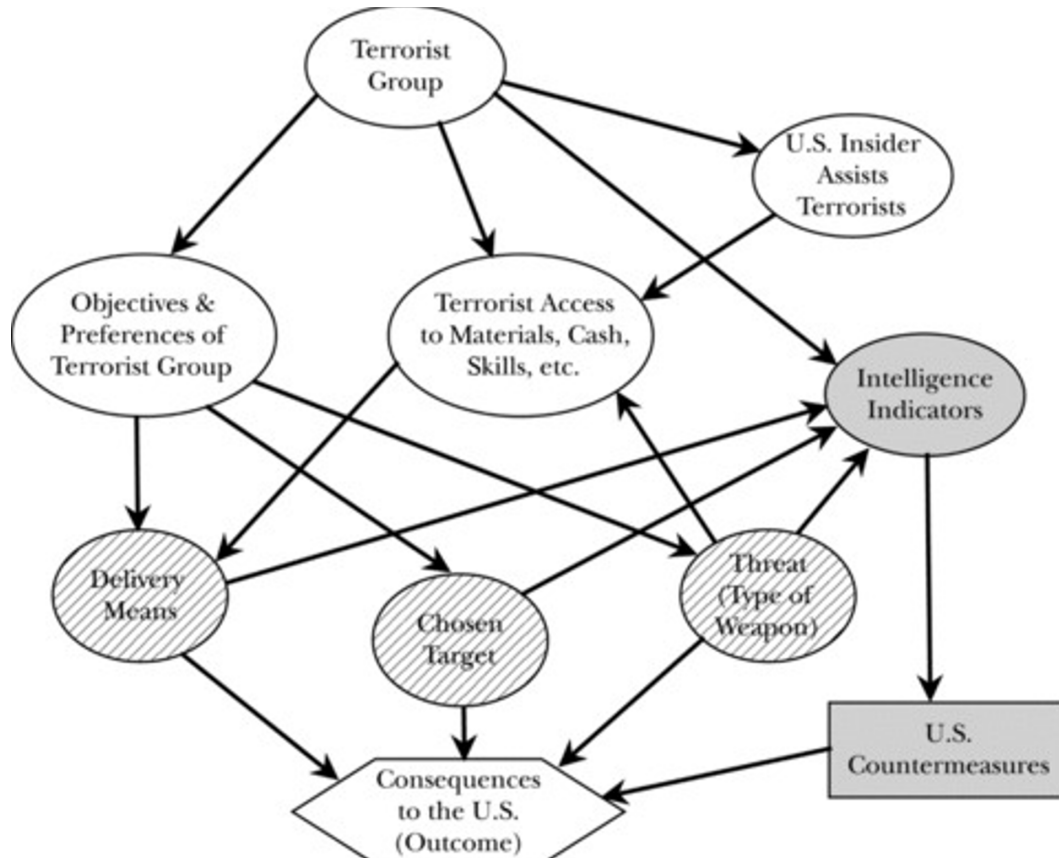 Terrorist
Group
U.S. Insider
Assists
Terrorists
Objectives &
Preferences of
Terrorist Group
Terrorist Access
to Materials, Cash,
Skills, etc.
Intelligence
Indicators
Delivery
Means
Chosen
Target
Threat
(Type of
Weapon)
U.S.
Countermeasures
Consequences
to the U.S.
(Outcome)